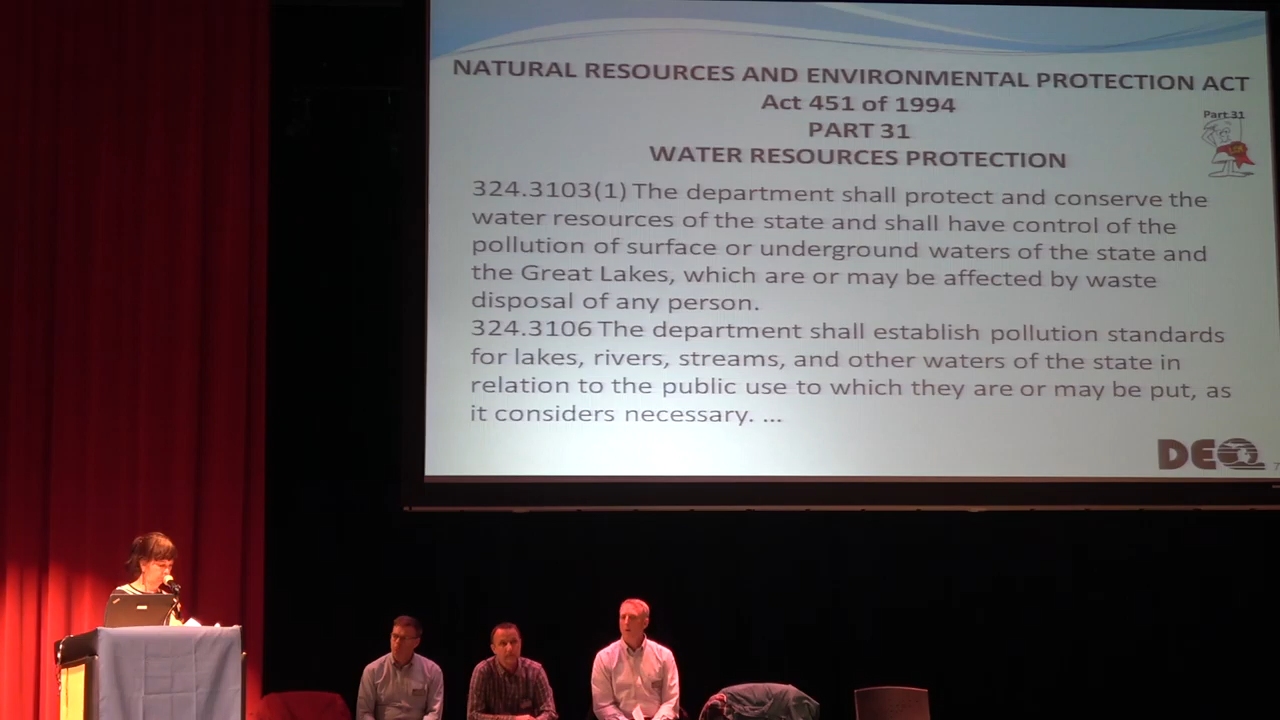 NATURAL RESOURCES AND ENVIRONMENTAL PROTECTION ACT
Act 451 of 1994
PART 31
WATER RESOURCES PROTECTION
Part 31
324.3103(1) The department shall protect and conserve the
water resources of the state and shall have control of the
pollution of surface or underground waters of the state and
the Great Lakes, which are or may be affected by waste
disposal of any person.
324.3106 The department shall establish pollution standards
for lakes, rivers, streams, and other waters of the state in
relation to the public use to which they are or may be put, as
it considers necessary. ...
DEQ
7